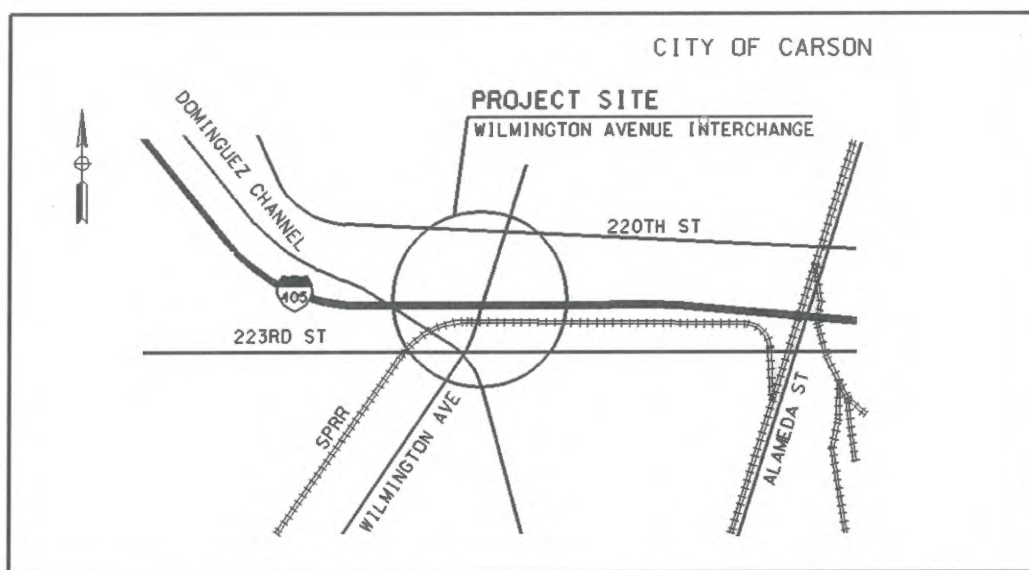 CITY OF CARSON
PROJECT SITE
WILMINGTON AVENUE INTERCHANGE
DOMINGUEZ CHANNEL
220TH ST
405
223RD ST
SPRR
WILMINGTON AVE
ALAMEDA ST